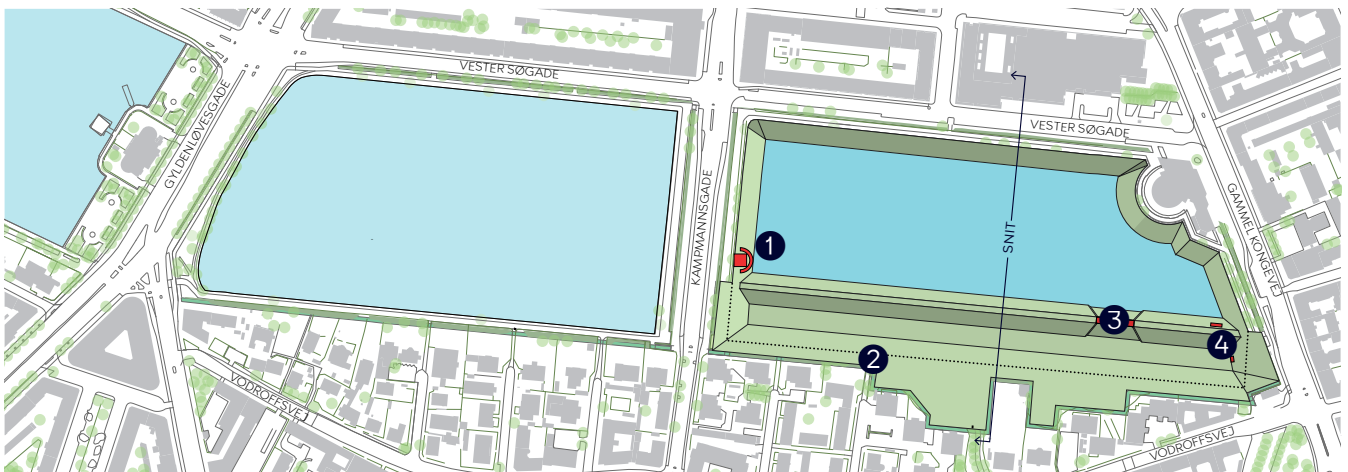 VESTER SØGADE
VESTER SØGADE
GYLDENLØVESGADE
KAMPMANNSGADE
SNIT
GAMMEL KONGEVEJ
1
3
4
2
VODROFFSVEJ
VODROFFSVEJ